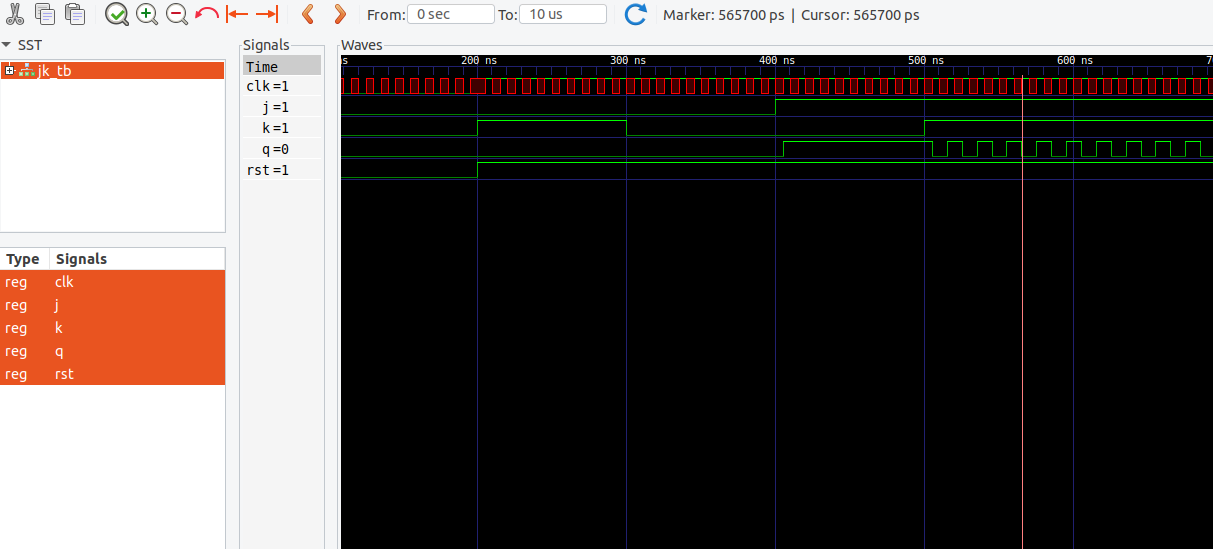 From: 0 sec To: 10 us Marker: 565700 ps | Cursor: 565700 ps
SST
jk_tb
Type Signals
reg clk
reg j
reg k
reg q
reg rst
Signals
Time
clk=1
j=1
k=1
q=0
rst=1
Waves
s 200 ns 300 ns 400 ns 500 ns 600 ns 7